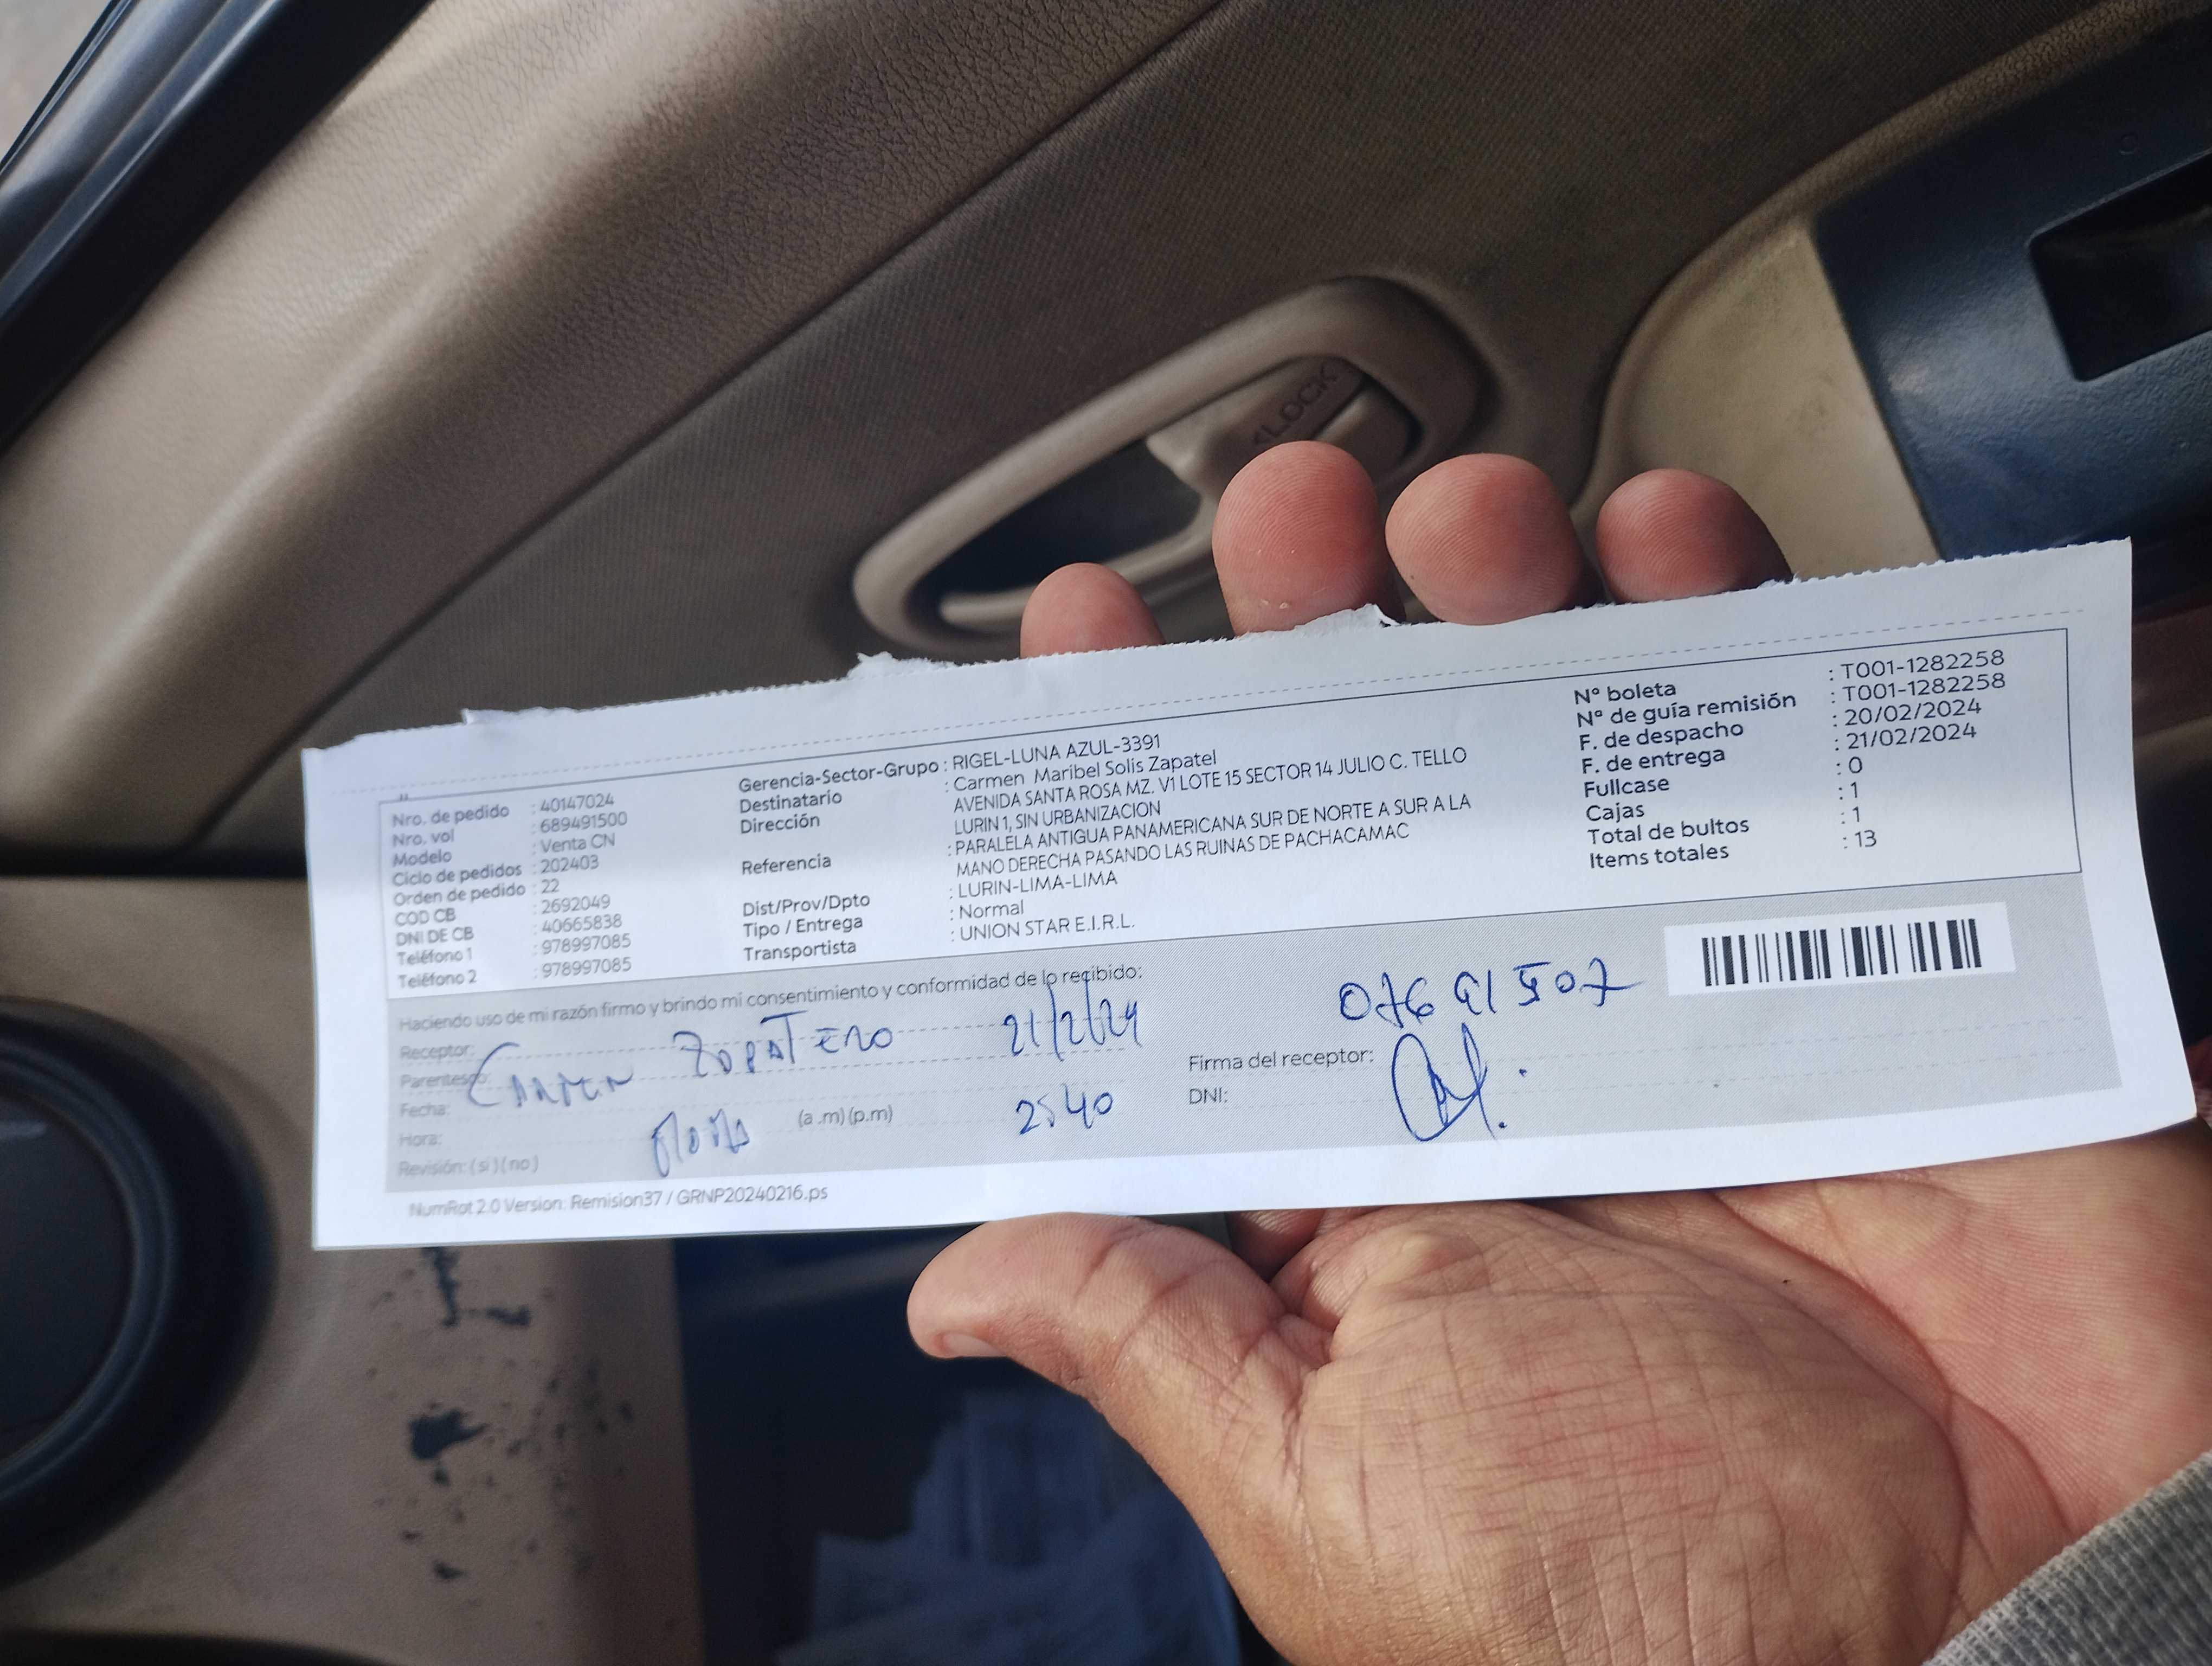 LOCK
Nro. de pedido : 40147024
Nro. vol : 689491500
Modelo : Venta CN
Ciclo de pedidos : 202403
Orden de pedido : 22
COD CB : 2692049
DNI DE CB : 40665838
Teléfono 1 : 978997085
Teléfono 2 : 978997085
Gerencia-Sector-Grupo : RIGEL-LUNA AZUL-3391
Destinatario : Carmen Maribel Solis Zapatel
Dirección AVENIDA SANTA ROSA MZ. V1 LOTE 15 SECTOR 14 JULIO C. TELLO
LURIN 1, SIN URBANIZACION
Referencia : PARALELA ANTIGUA PANAMERICANA SUR DE NORTE A SUR A LA
MANO DERECHA PASANDO LAS RUINAS DE PACHACAMAC
Dist/Prov/Dpto : LURIN-LIMA-LIMA
Tipo / Entrega : Normal
Transportista : UNION STAR E.I.R.L.
Nº boleta : T001-1282258
Nº de guía remisión : T001-1282258
F. de despacho : 20/02/2024
F. de entrega : 21/02/2024
Fullcase : 0
Cajas : 1
Total de bultos : 1
Items totales : 13
Haciendo uso de mi razón firmo y brindo mi consentimiento y conformidad de lo recibido:
Receptor:
Parentesco:
Carmen Zapatero 21/2/24
Fecha:
Hora: (a.m) (p.m) 2540
Revisión: (si) (no)
07691507
Firma del receptor:
DNI:
NumRot 2.0 Version: Remision37 / GRNP20240216.ps